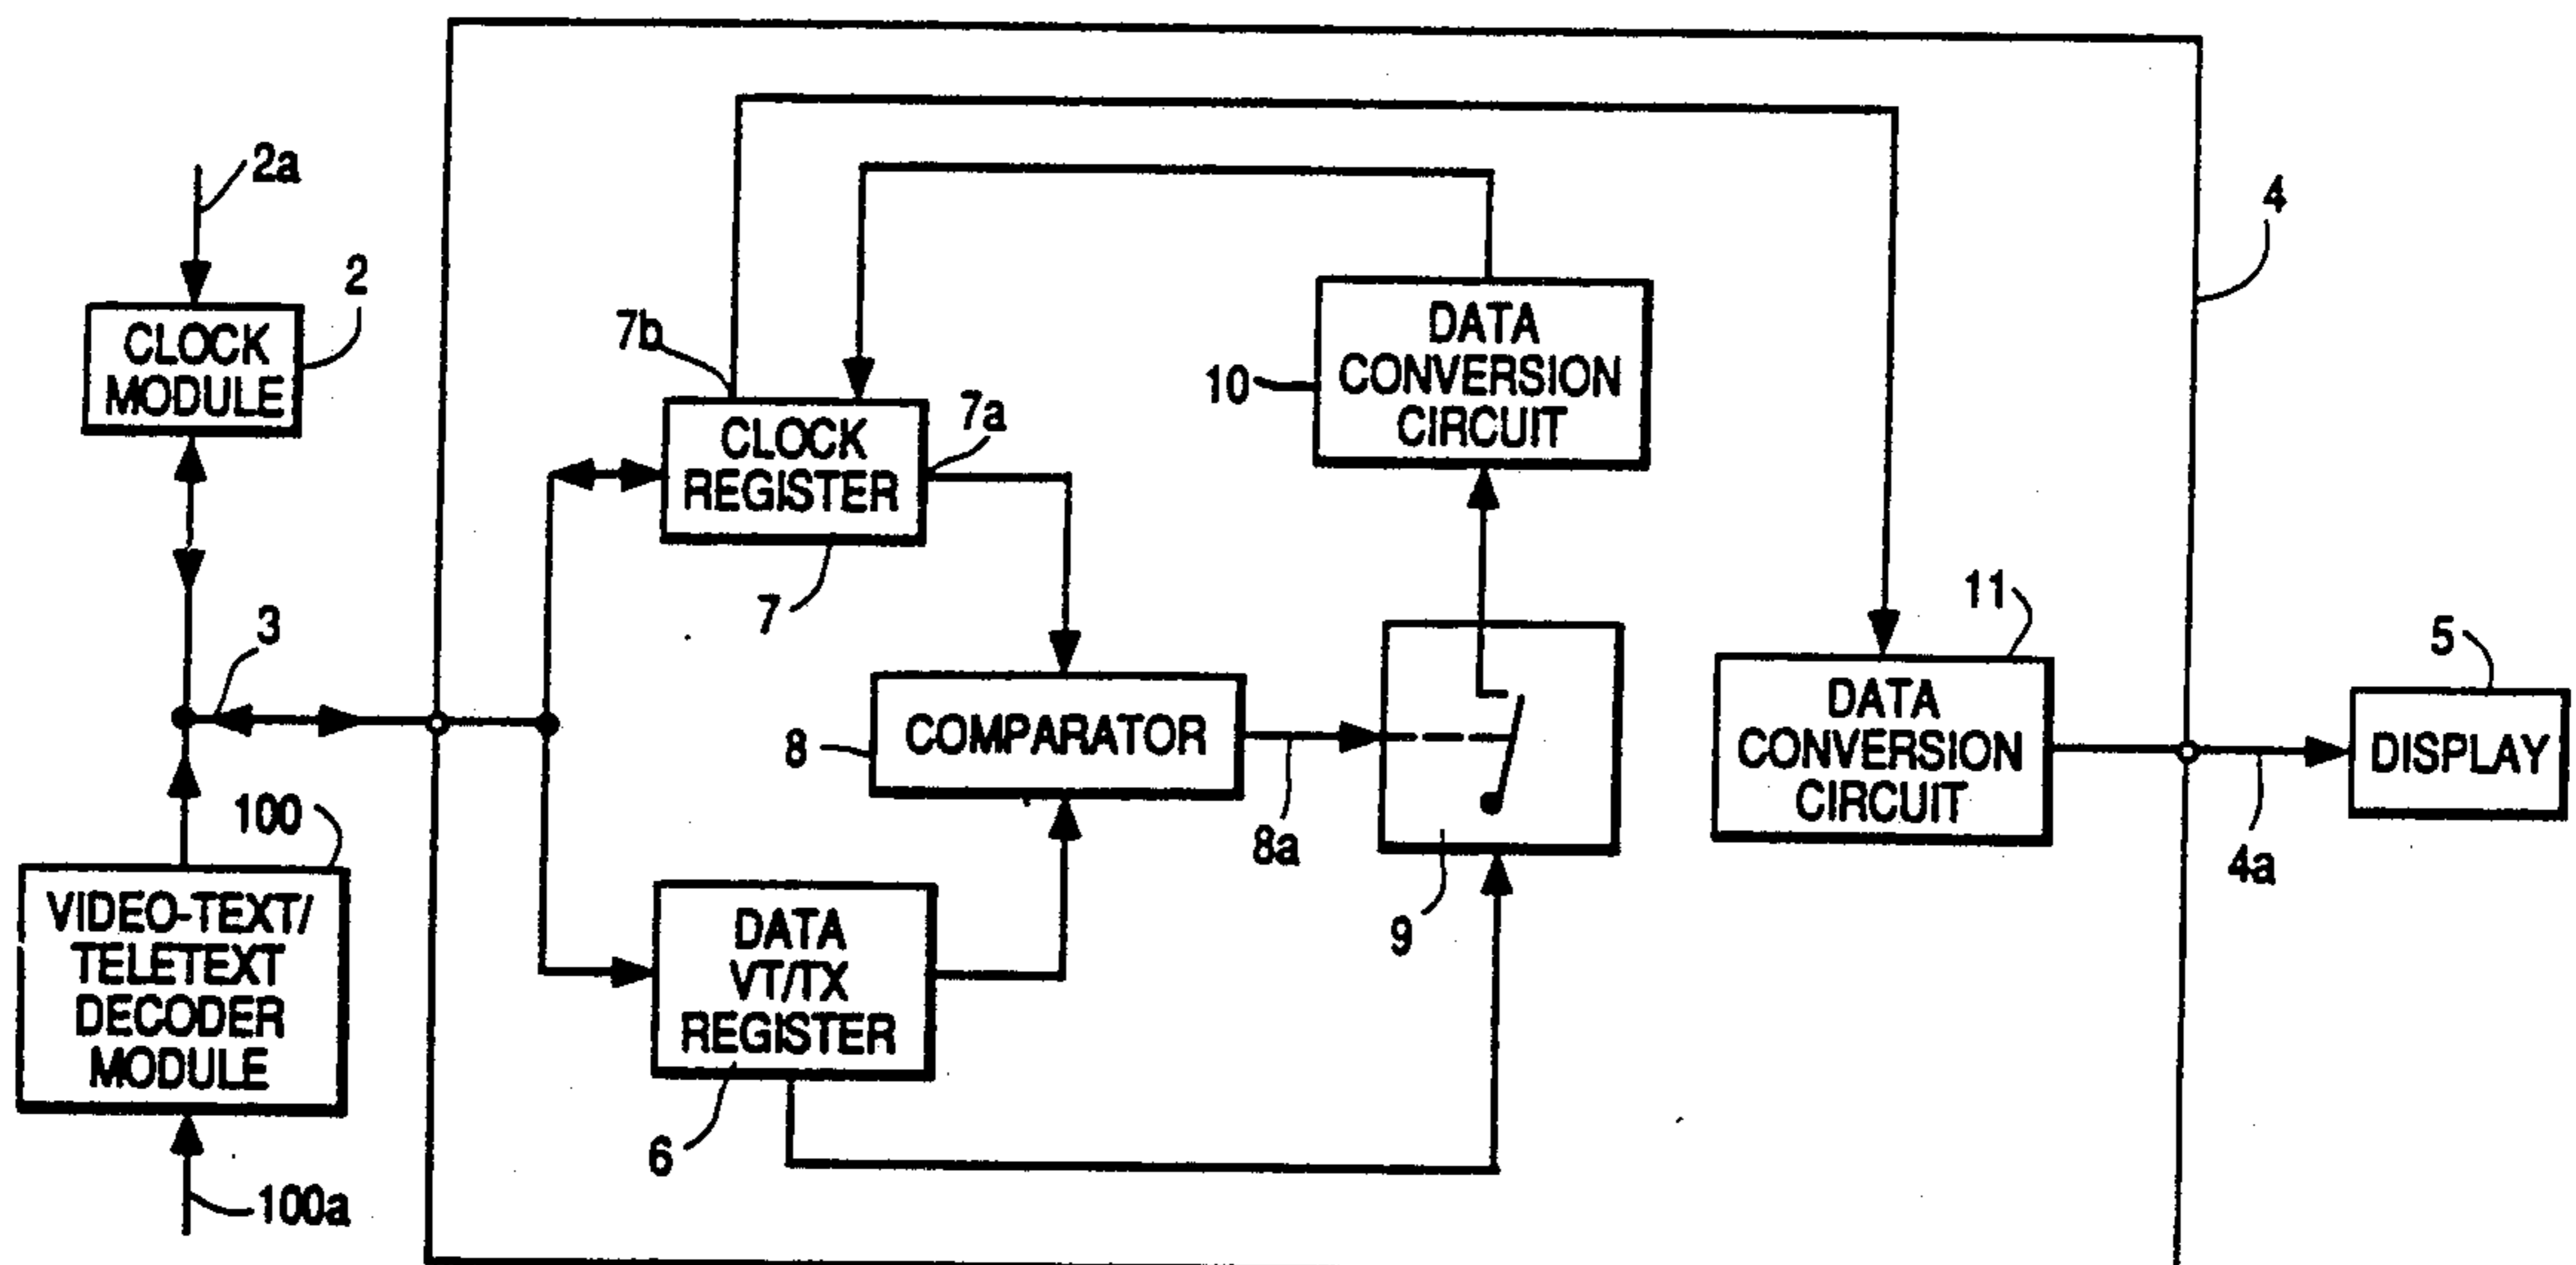 2a
2
CLOCK
MODULE
3
100
VIDEO-TEXT/
TELETEXT
DECODER
MODULE
100a
4
7b
CLOCK
REGISTER
7a
7
10
DATA
CONVERSION
CIRCUIT
8
COMPARATOR
8a
9
DATA
VT/TX
REGISTER
6
11
DATA
CONVERSION
CIRCUIT
4a
5
DISPLAY